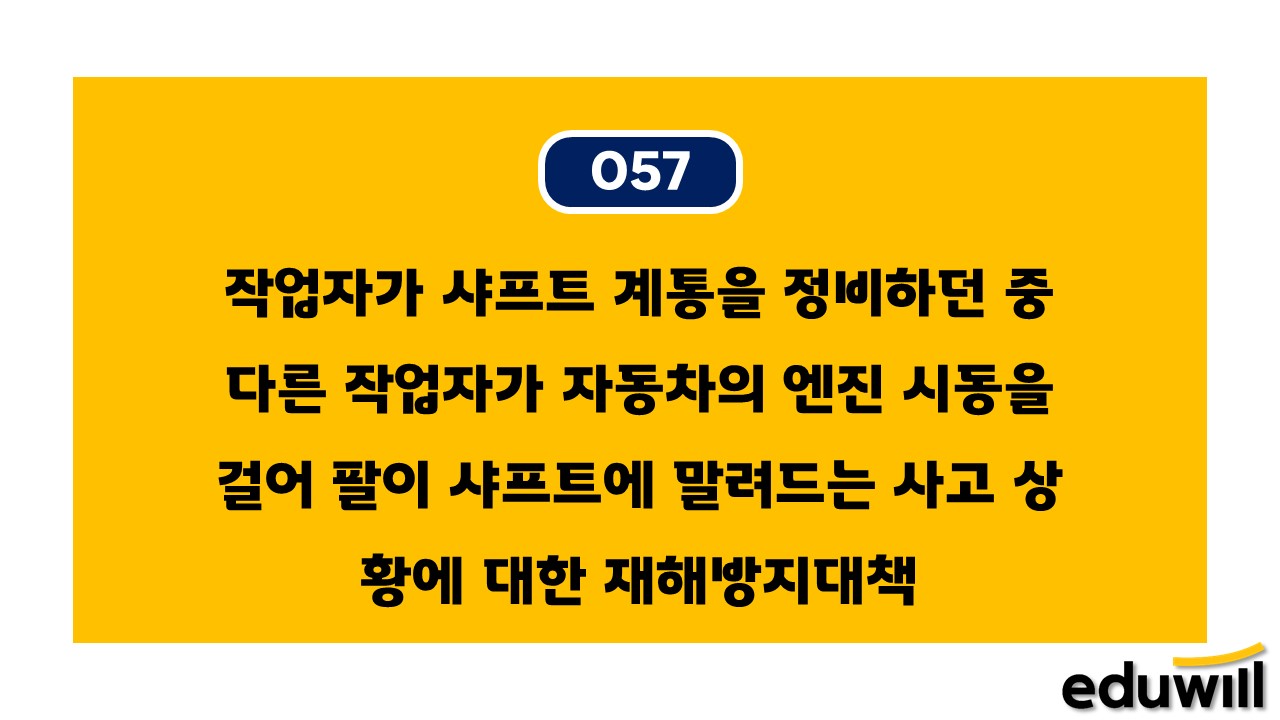 057
작업자가 샤프트 계통을 정비하던 중
다른 작업자가 자동차의 엔진 시동을
걸어 팔이 샤프트에 말려드는 사고 상
황에 대한 재해방지대책
eduwill